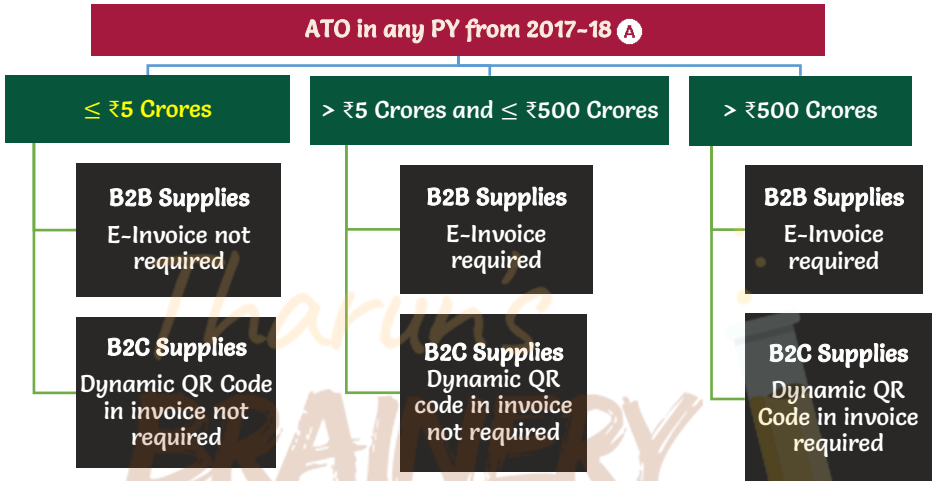 ATO in any PY from 2017-18 A
≤ ₹5 Crores
> ₹5 Crores and ≤ ₹500 Crores
> ₹500 Crores
B2B Supplies
E-Invoice not
required
B2B Supplies
E-Invoice
required
B2B Supplies
E-Invoice
required
B2C Supplies
Dynamic QR Code
in invoice not
required
B2C Supplies
Dynamic QR
code in invoice
not required
B2C Supplies
Dynamic QR
Code in invoice
required
Tharun's
BRAINERY